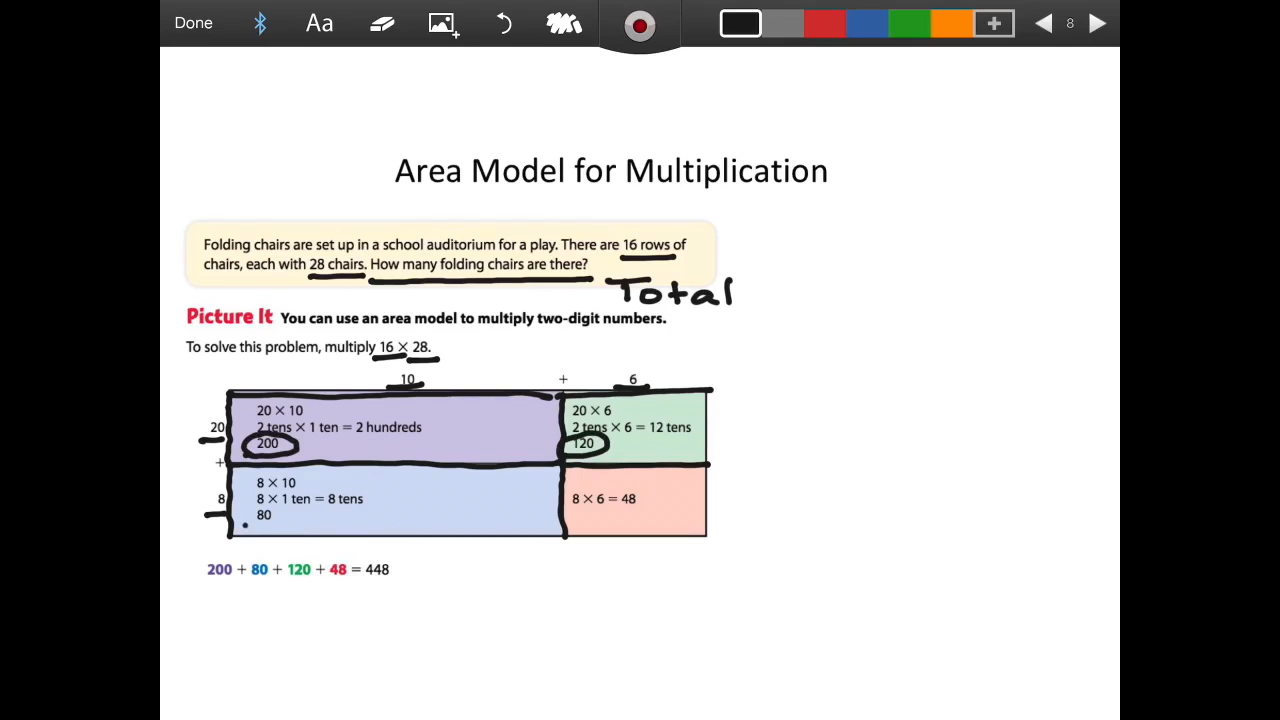 Done Aa 8
Area Model for Multiplication
Folding chairs are set up in a school auditorium for a play. There are 16 rows of
chairs, each with 28 chairs. How many folding chairs are there?
Total
Picture It You can use an area model to multiply two-digit numbers.
To solve this problem, multiply 16 × 28.
10 + 6
20 × 10
20 2 tens × 1 ten = 2 hundreds
200
20 × 6
2 tens × 6 = 12 tens
120
+
8 × 10
8 8 × 1 ten = 8 tens
80
8 × 6 = 48
200 + 80 + 120 + 48 = 448